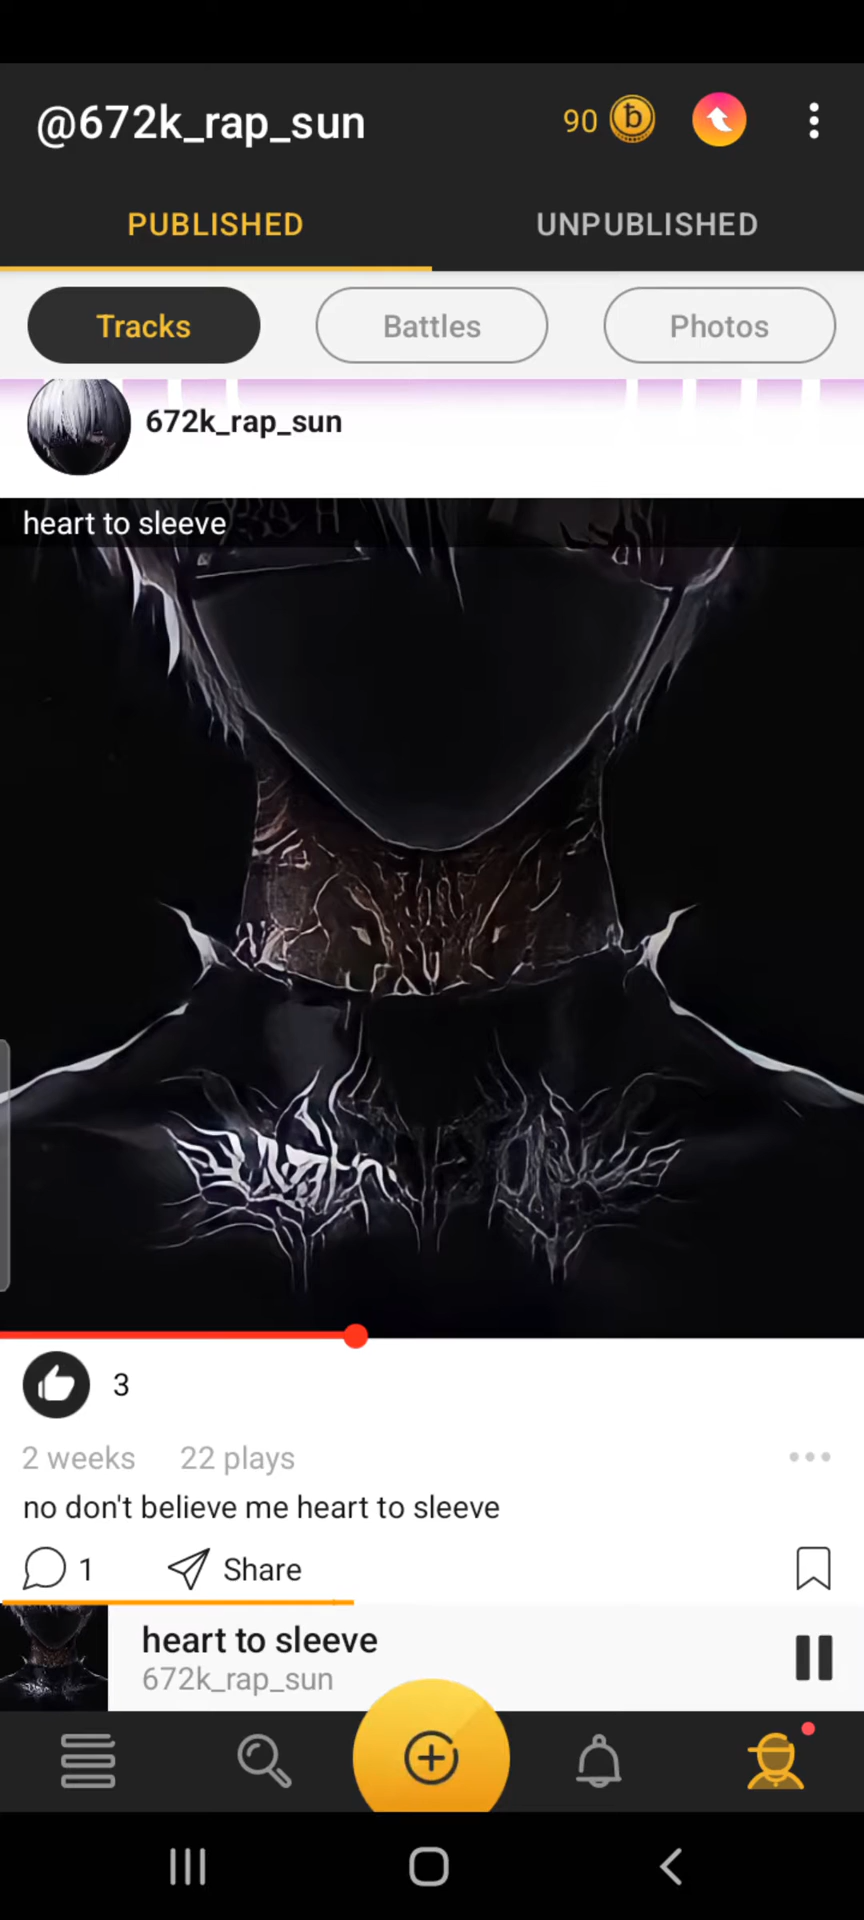 @672k_rap_sun
90
PUBLISHED
UNPUBLISHED
Tracks
Battles
Photos
672k_rap_sun
heart to sleeve
3
2 weeks
22 plays
no don't believe me heart to sleeve
1
Share
heart to sleeve
672k_rap_sun